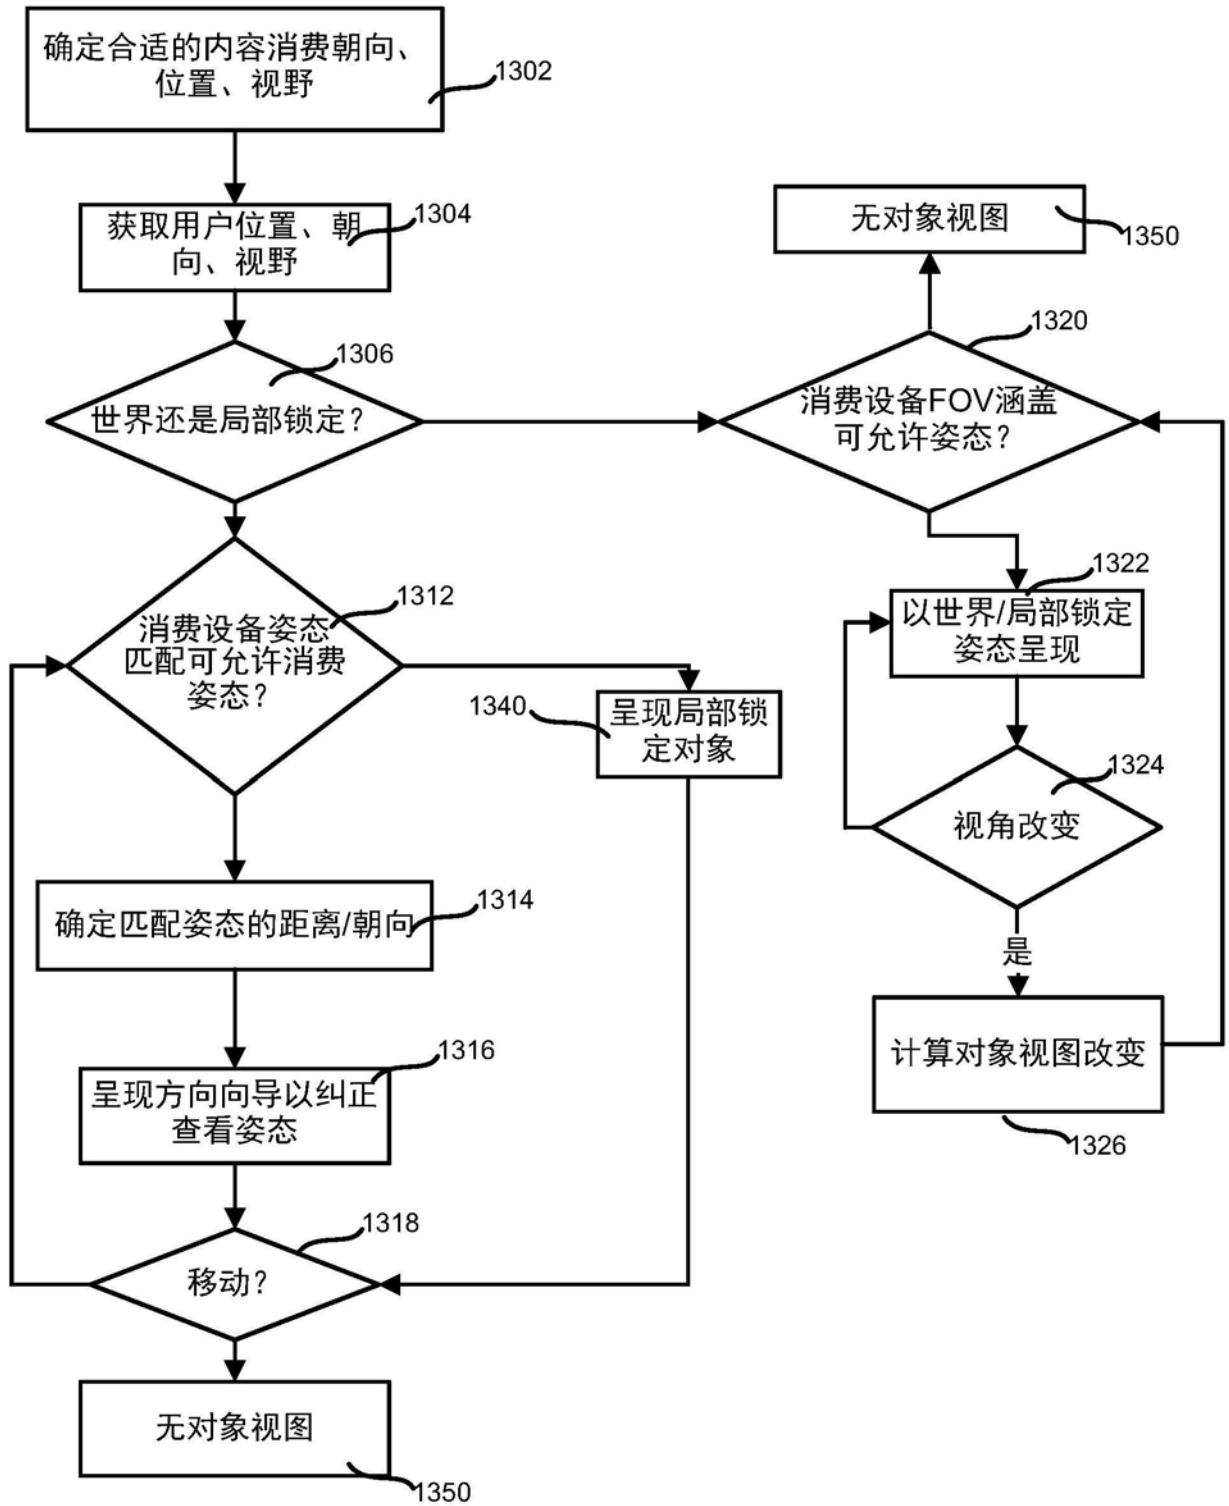 确定合适的内容消费朝向、
位置、视野
1302
获取用户位置、朝
向、视野
1304
世界还是局部锁定？
1306
消费设备姿态
匹配可允许消费
姿态？
1312
呈现局部锁
定对象
1340
确定匹配姿态的距离/朝向
1314
呈现方向向导以纠正
查看姿态
1316
移动？
1318
无对象视图
1350
无对象视图
1350
消费设备FOV涵盖
可允许姿态？
1320
以世界/局部锁定
姿态呈现
1322
视角改变
1324
是
计算对象视图改变
1326